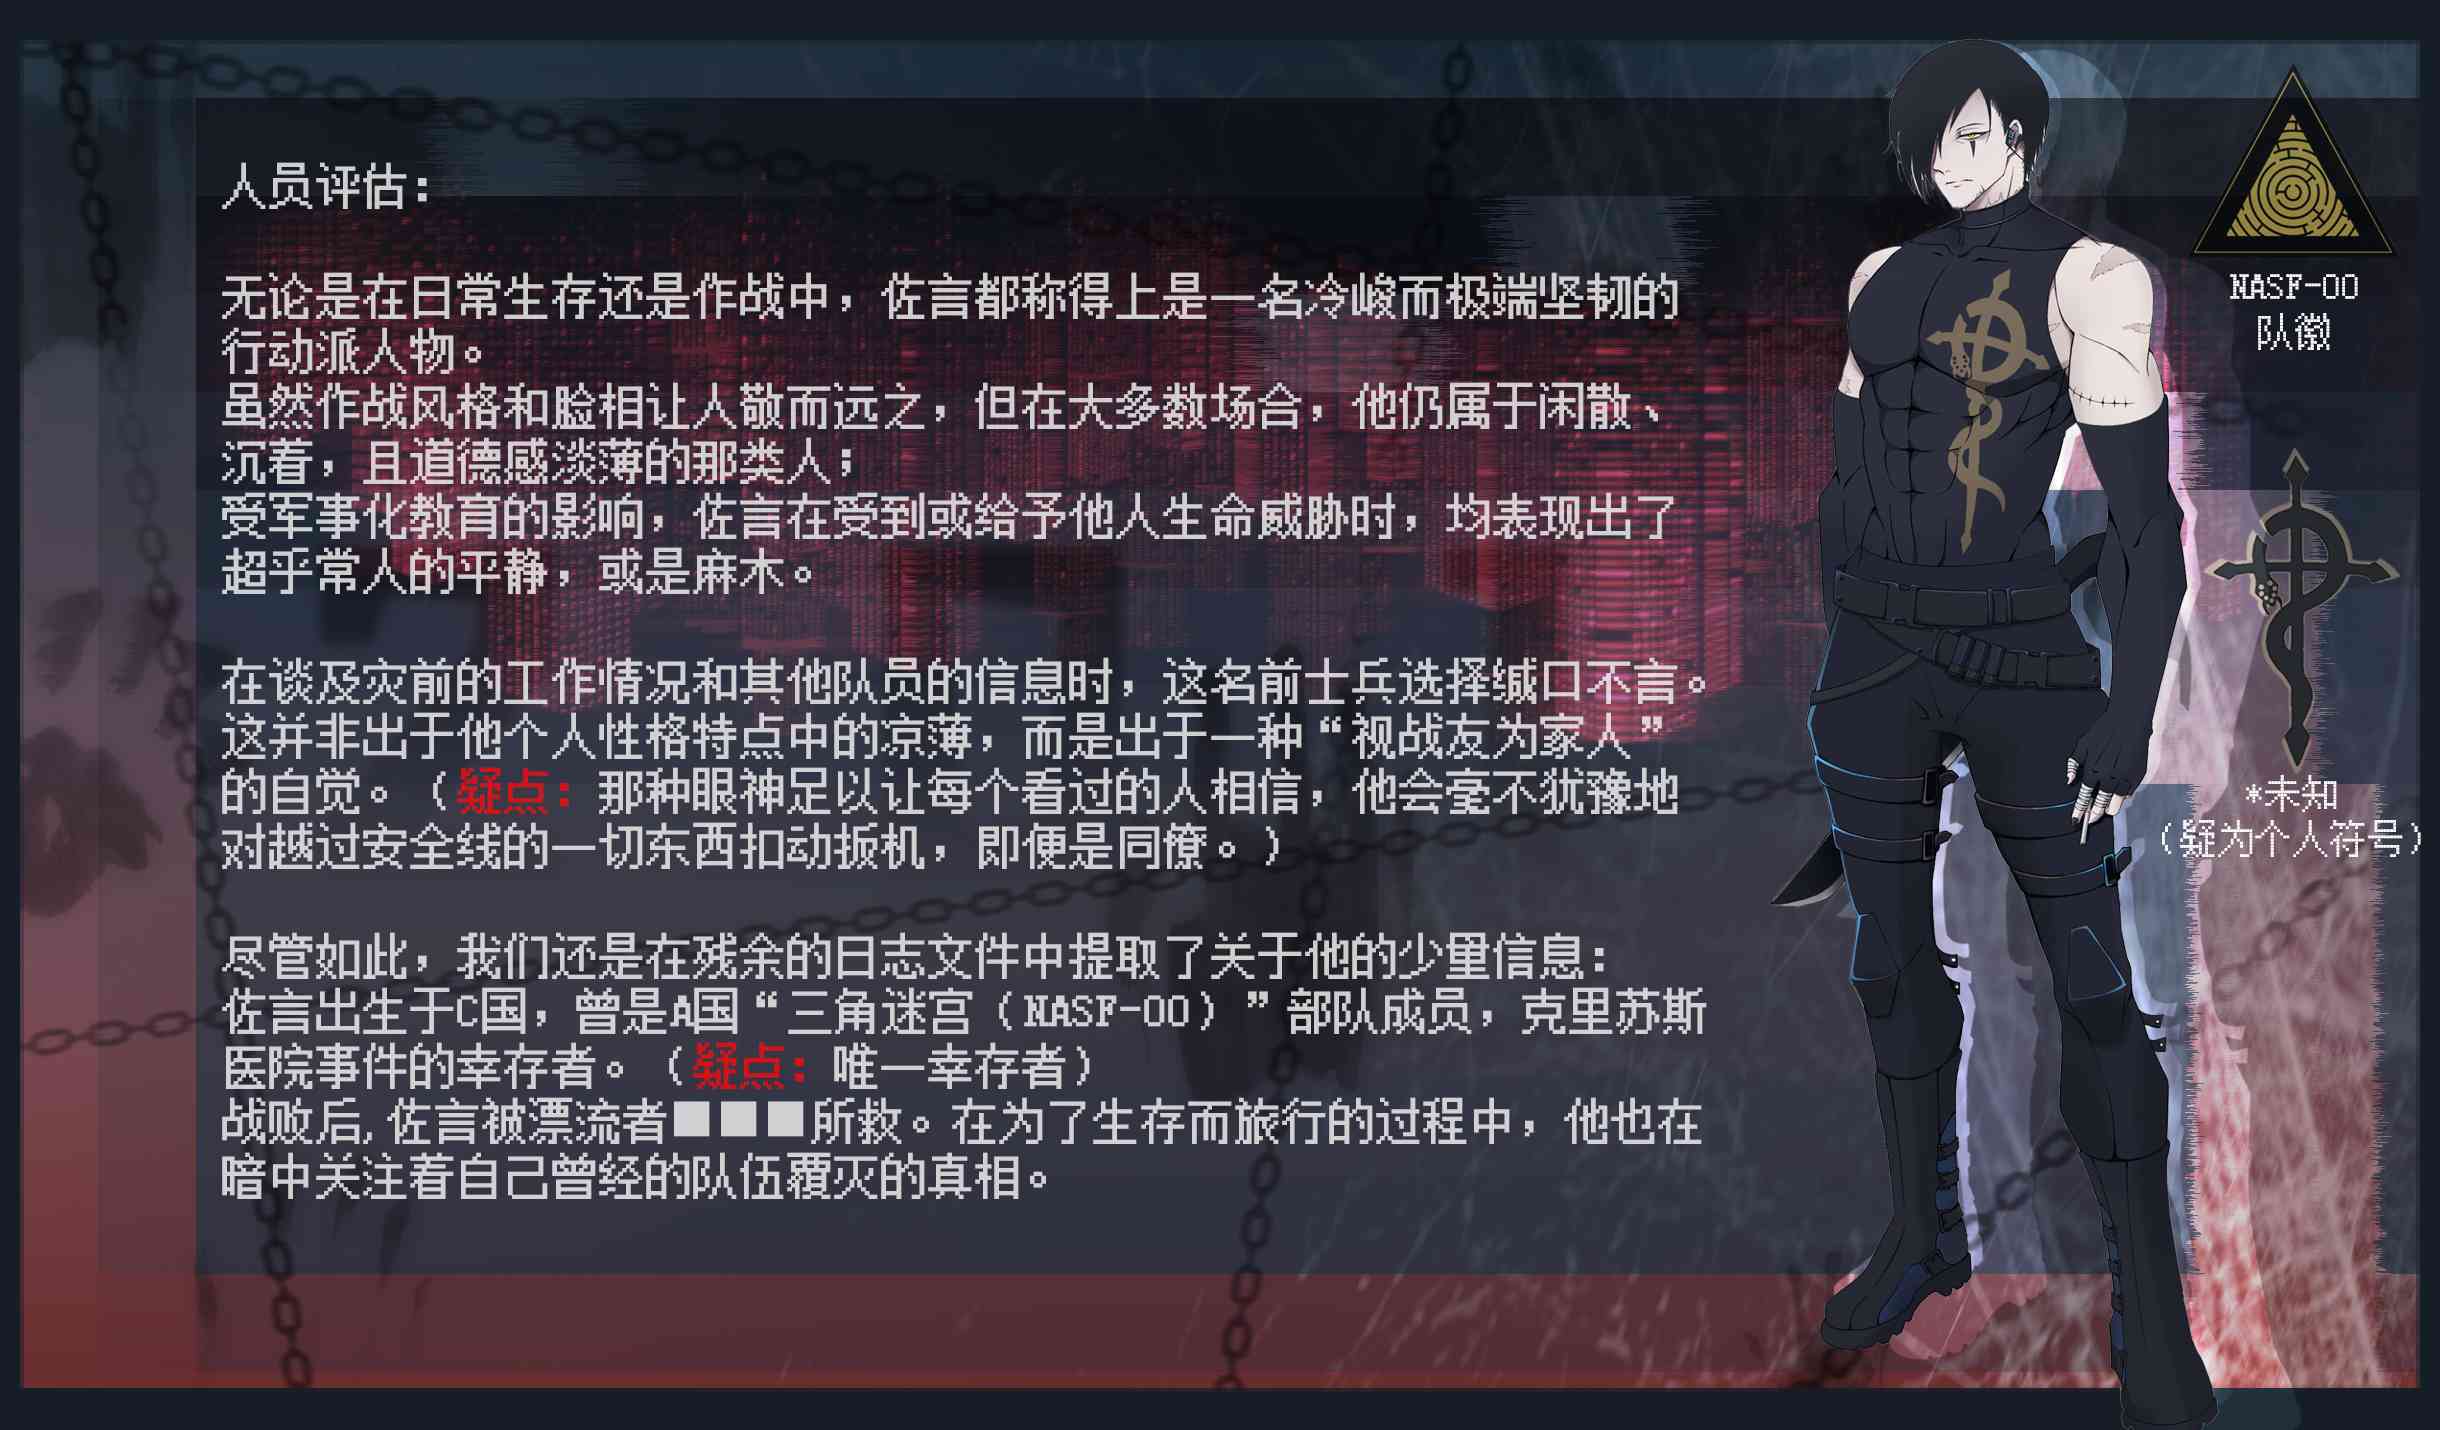 人员评估：
无论是在日常生存还是作战中，佐言都称得上是一名冷峻而极端坚韧的
行动派人物。
虽然作战风格和脸相让人敬而远之，但在大多数场合，他仍属于闲散、
沉着，且道德感淡薄的那类人；
受军事化教育的影响，佐言在受到或给予他人生命威胁时，均表现出了
超乎常人的平静，或是麻木。
在谈及灾前的工作情况和其他队员的信息时，这名前士兵选择缄口不言。
这并非出于他个人性格特点中的凉薄，而是出于一种“视战友为家人”
的自觉。（疑点：那种眼神足以让每个看过的人相信，他会毫不犹豫地
对越过安全线的一切东西扣动扳机，即便是同僚。）
尽管如此，我们还是在残余的日志文件中提取了关于他的少量信息：
佐言出生于C国，曾是A国“三角迷宫（NASF-00）”部队成员，克里苏斯
医院事件的幸存者。（疑点：唯一幸存者）
战败后,佐言被漂流者■■■所救。在为了生存而旅行的过程中，他也在
暗中关注着自己曾经的队伍覆灭的真相。
NASF-00
队徽
*未知
（疑为个人符号）